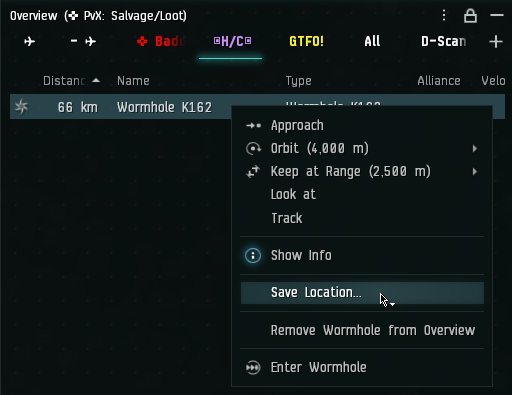 Overview (✜ PvX: Salvage/Loot)
- ✜ Badd ◘H/C◘ GTFO! All D-Scan +
Distanc Name Type Alliance Velo
66 km Wormhole K162 Wormhole K162
Approach
Orbit (4,000 m)
Keep at Range (2,500 m)
Look at
Track
Show Info
Save Location...
Remove Wormhole from Overview
Enter Wormhole